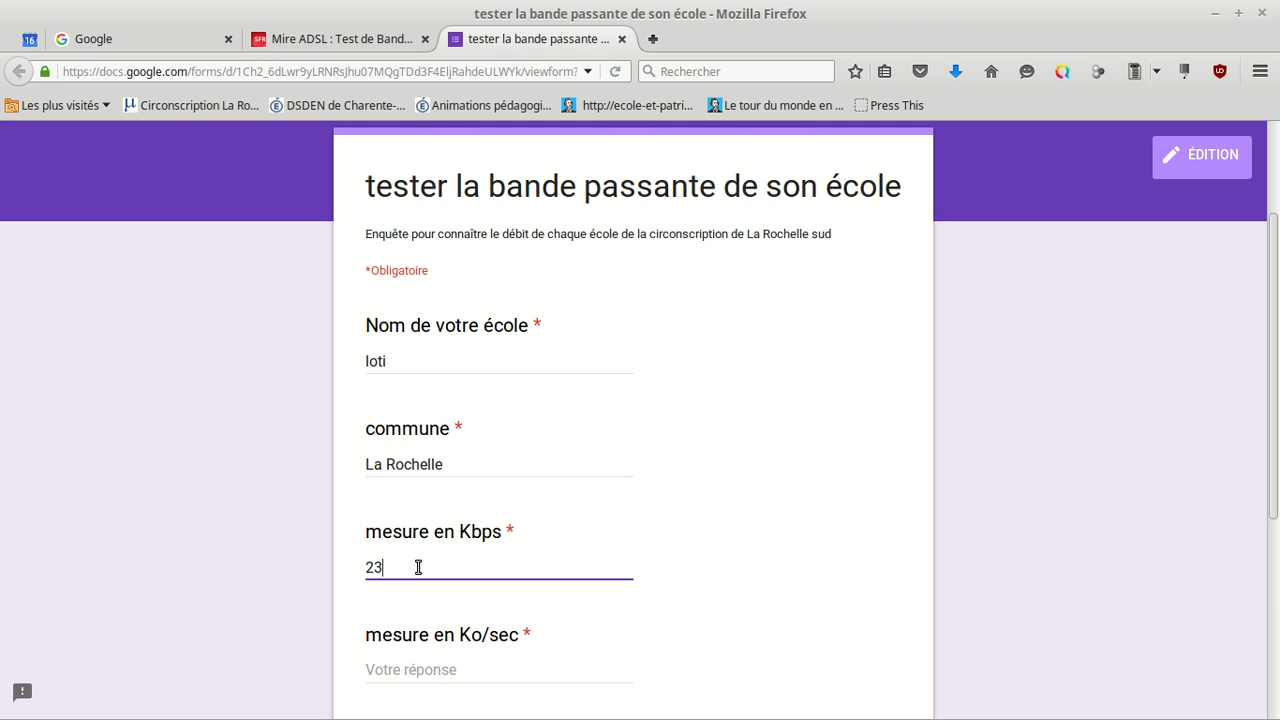 tester la bande passante de son école - Mozilla Firefox
16
Google
SFR Mire ADSL : Test de Band...
tester la bande passante ...
https://docs.google.com/forms/d/1Ch2_6dLwr9yLRNRsJhu07MQgTDd3F4EljRahdeULWYk/viewform?
Rechercher
Les plus visités
Circonscription La Ro...
DSDEN de Charente-...
Animations pédagogi...
http://ecole-et-patri...
Le tour du monde en ...
Press This
ÉDITION
tester la bande passante de son école
Enquête pour connaître le débit de chaque école de la circonscription de La Rochelle sud
*Obligatoire
Nom de votre école *
loti
commune *
La Rochelle
mesure en Kbps *
23
mesure en Ko/sec *
Votre réponse